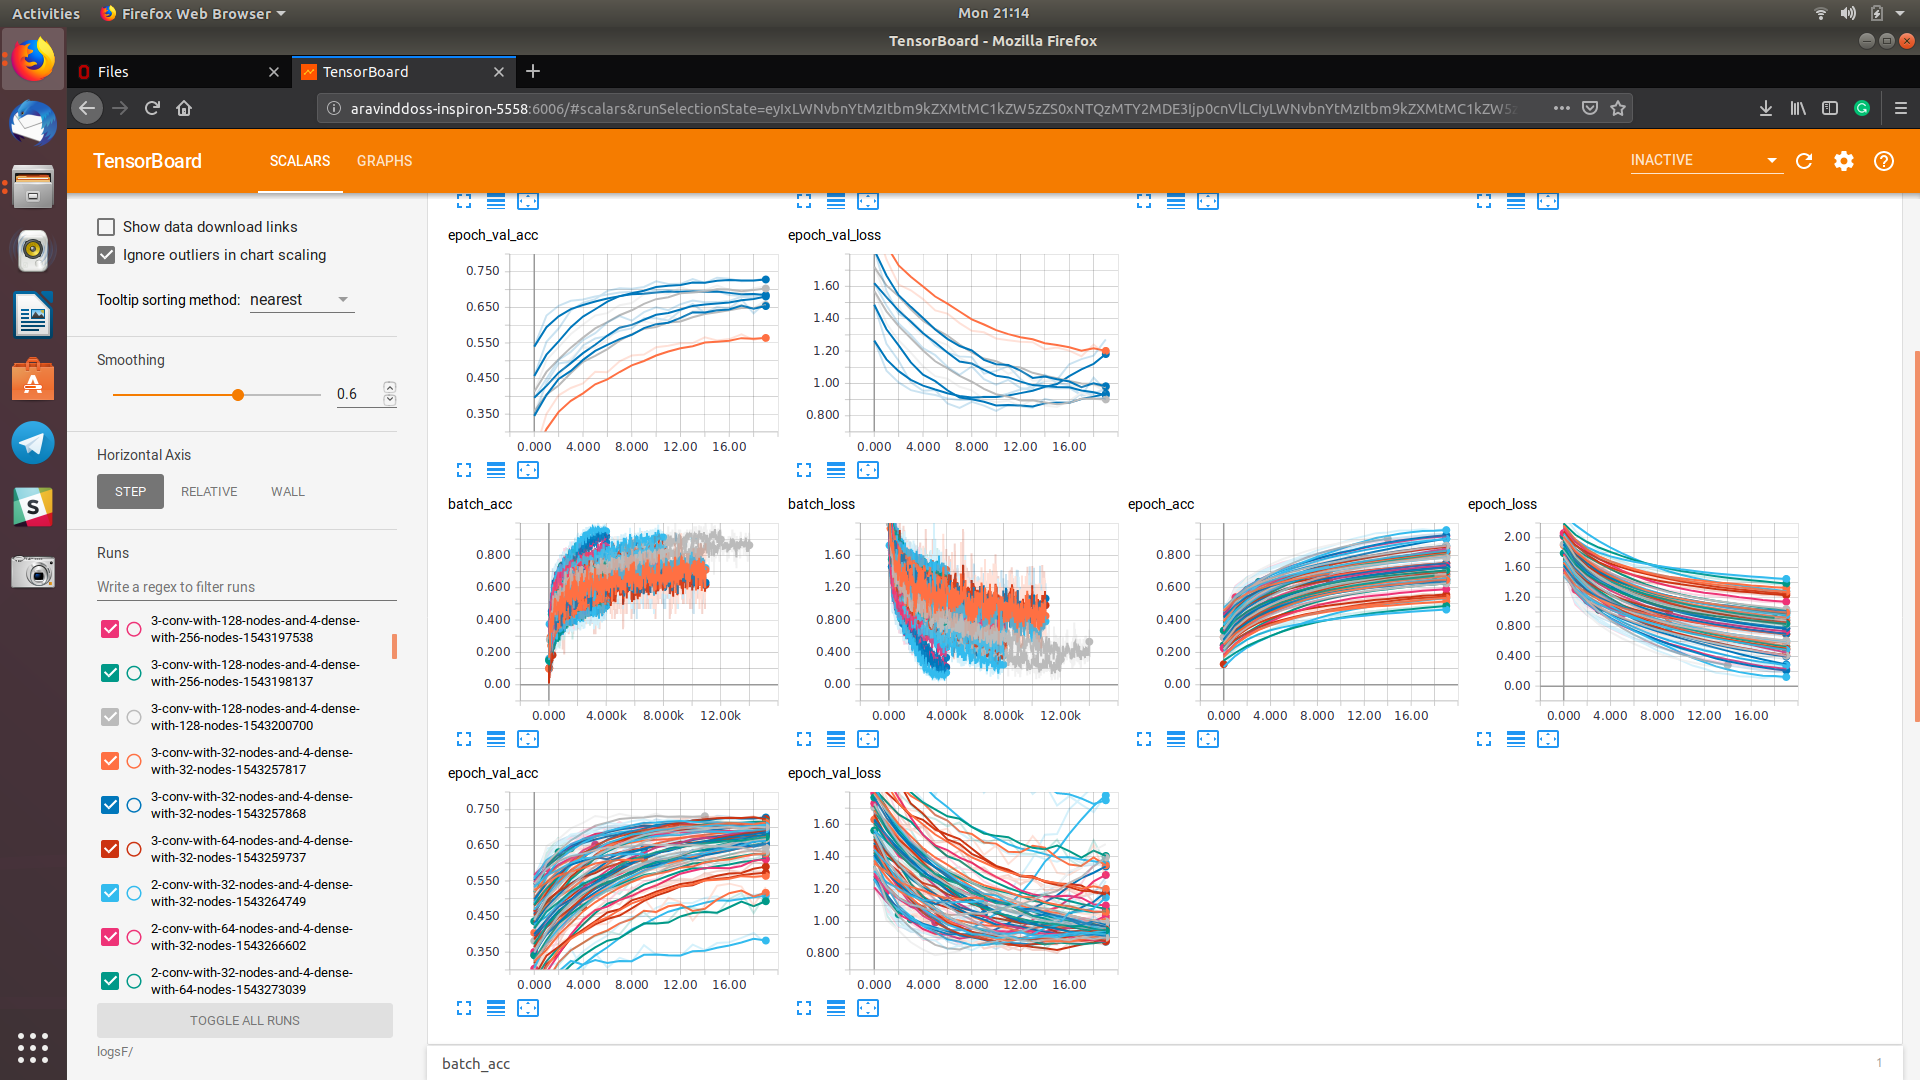 Activities
Firefox Web Browser
Mon 21:14
TensorBoard - Mozilla Firefox
Files
TensorBoard
TensorBoard
SCALARS
GRAPHS
INACTIVE
Show data download links
Ignore outliers in chart scaling
Tooltip sorting method: nearest
Smoothing
0.6
Horizontal Axis
STEP RELATIVE WALL
Runs
Write a regex to filter runs
3-conv-with-128-nodes-and-4-dense-
with-256-nodes-1543197538
3-conv-with-128-nodes-and-4-dense-
with-256-nodes-1543198137
3-conv-with-128-nodes-and-4-dense-
with-128-nodes-1543200700
3-conv-with-32-nodes-and-4-dense-
with-32-nodes-1543257817
3-conv-with-32-nodes-and-4-dense-
with-32-nodes-1543257868
3-conv-with-64-nodes-and-4-dense-
with-32-nodes-1543259737
2-conv-with-32-nodes-and-4-dense-
with-32-nodes-1543264749
2-conv-with-64-nodes-and-4-dense-
with-32-nodes-1543266602
2-conv-with-32-nodes-and-4-dense-
with-64-nodes-1543273039
TOGGLE ALL RUNS
logsF/
epoch_val_acc
0.750
0.650
0.550
0.450
0.350
0.000 4.000 8.000 12.00 16.00
epoch_val_loss
1.60
1.40
1.20
1.00
0.800
0.000 4.000 8.000 12.00 16.00
batch_acc
0.800
0.600
0.400
0.200
0.00
0.000 4.000k 8.000k 12.00k
batch_loss
1.60
1.20
0.800
0.400
0.00
0.000 4.000k 8.000k 12.00k
epoch_acc
0.800
0.600
0.400
0.200
0.00
0.000 4.000 8.000 12.00 16.00
epoch_loss
2.00
1.60
1.20
0.800
0.400
0.00
0.000 4.000 8.000 12.00 16.00
epoch_val_acc
0.750
0.650
0.550
0.450
0.350
0.000 4.000 8.000 12.00 16.00
epoch_val_loss
1.60
1.40
1.20
1.00
0.800
0.000 4.000 8.000 12.00 16.00
batch_acc
1